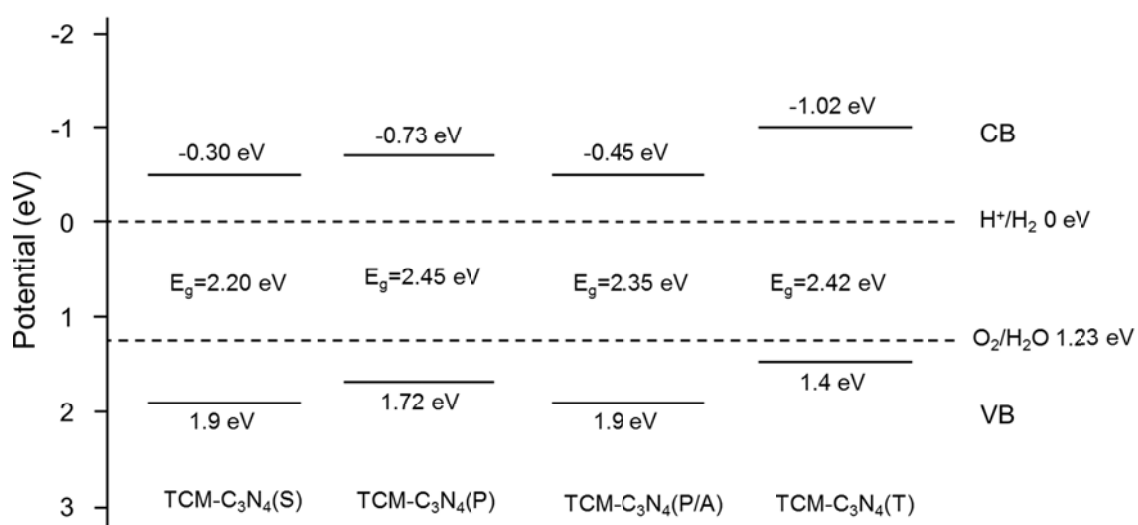 -2
-1
0
1
2
3
Potential (eV)
-0.30 eV
-0.73 eV
-0.45 eV
-1.02 eV
CB
H⁺/H₂ 0 eV
E_g=2.20 eV
E_g=2.45 eV
E_g=2.35 eV
E_g=2.42 eV
O₂/H₂O 1.23 eV
1.9 eV
1.72 eV
1.9 eV
1.4 eV
VB
TCM-C₃N₄(S)
TCM-C₃N₄(P)
TCM-C₃N₄(P/A)
TCM-C₃N₄(T)